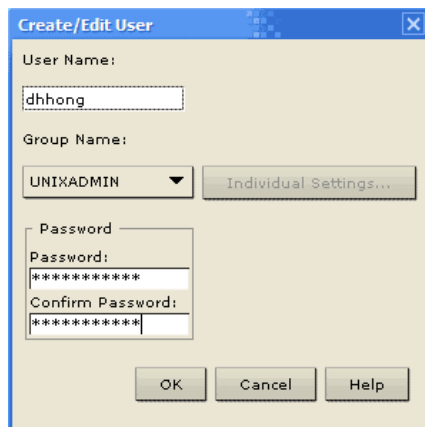 Create/Edit User
User Name:
dhhong
Group Name:
UNIXADMIN
Individual Settings...
Password
Password:
***********
Confirm Password:
***********
OK Cancel Help